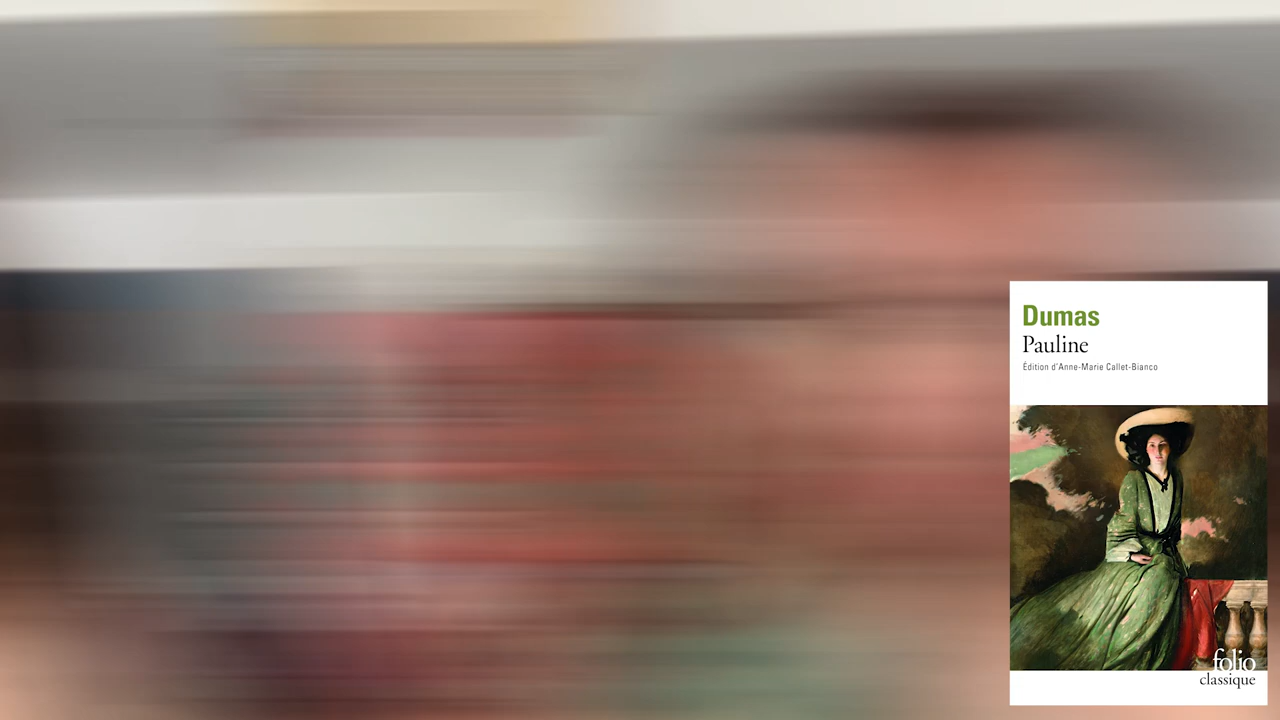 Dumas
Pauline
Édition d'Anne-Marie Callet-Bianco
folio
classique